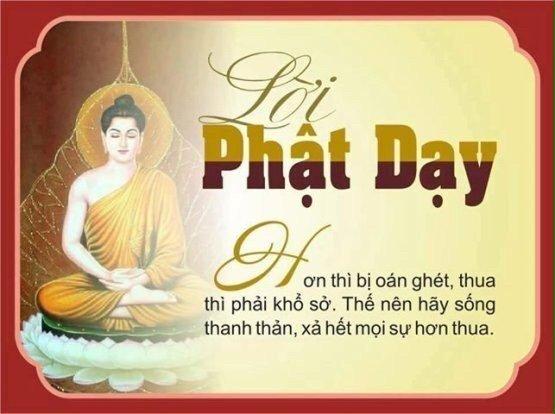 Lời
Phật Dạy
Hơn thì bị oán ghét, thua
thì phải khổ sở. Thế nên hãy sống
thanh thản, xả hết mọi sự hơn thua.